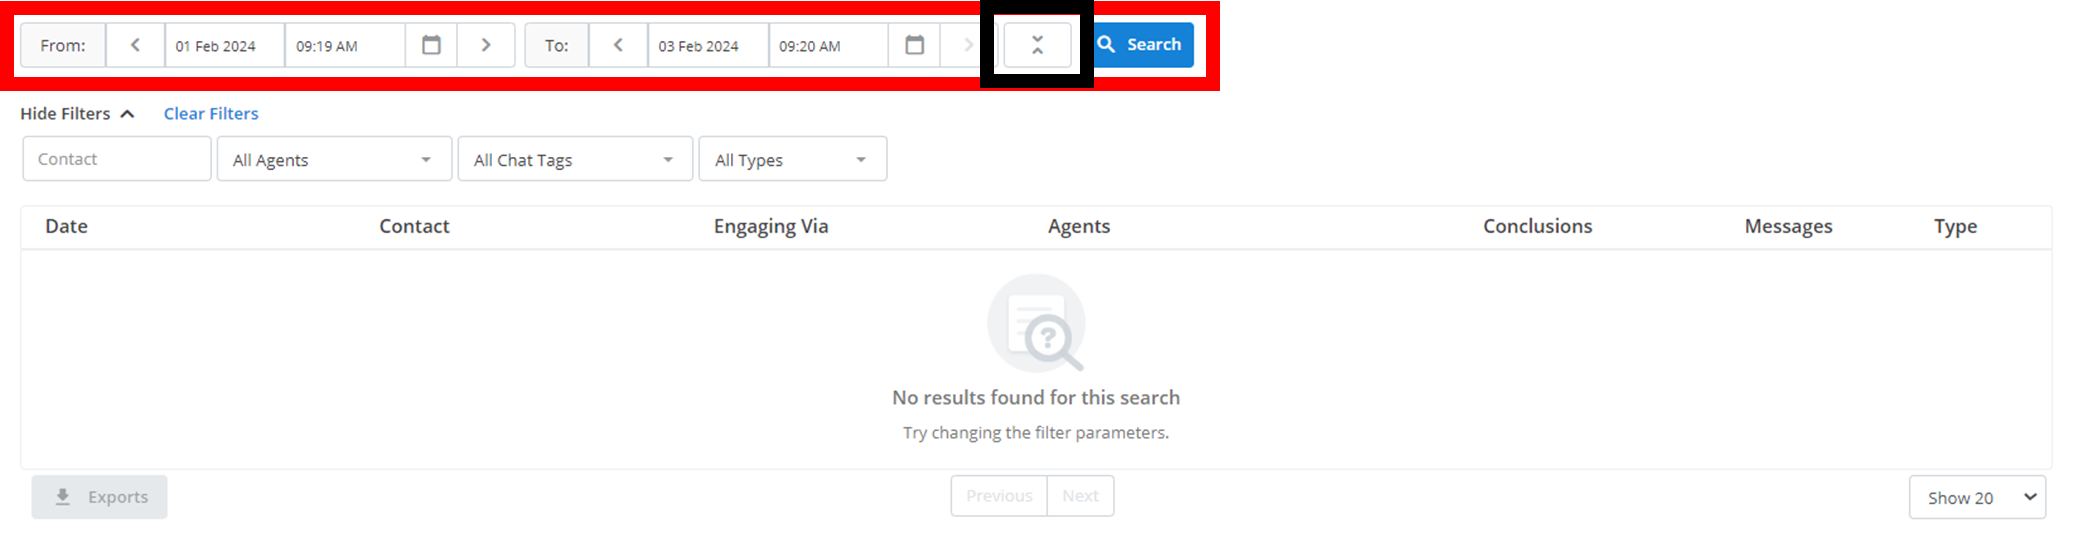 From: 01 Feb 2024 09:19 AM To: 03 Feb 2024 09:20 AM Search
Hide Filters Clear Filters
Contact All Agents All Chat Tags All Types
Date Contact Engaging Via Agents Conclusions Messages Type
?
No results found for this search
Try changing the filter parameters.
Exports Previous Next Show 20